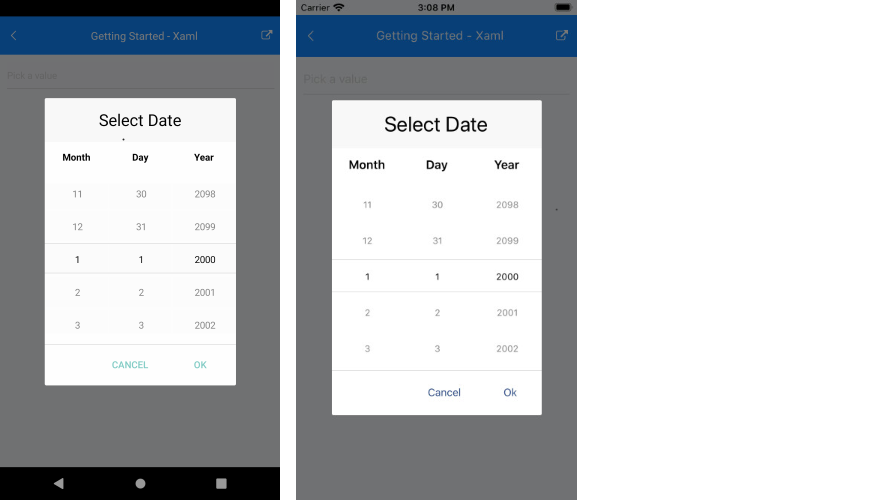 Getting Started - Xaml
Pick a value
Select Date
Month Day Year
11 30 2098
12 31 2099
1 1 2000
2 2 2001
3 3 2002
CANCEL OK
Carrier 3:08 PM
Getting Started - Xaml
Pick a value
Select Date
Month Day Year
11 30 2098
12 31 2099
1 1 2000
2 2 2001
3 3 2002
Cancel Ok